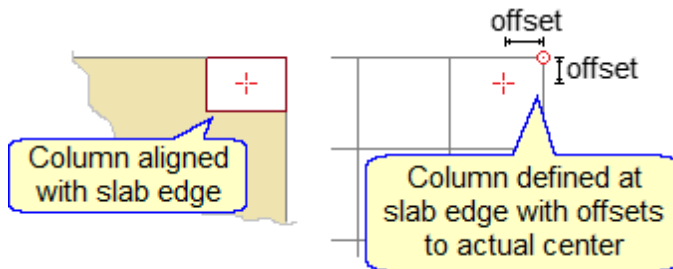 offset
offset
Column aligned
with slab edge
Column defined at
slab edge with offsets
to actual center